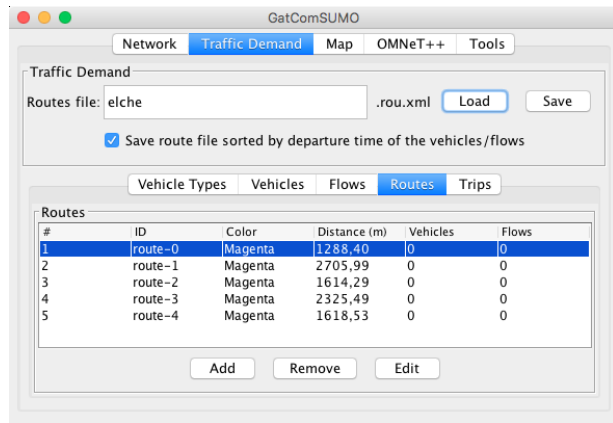 GatComSUMO
Network Traffic Demand Map OMNeT++ Tools
Traffic Demand
Routes file: elche .rou.xml Load Save
Save route file sorted by departure time of the vehicles/flows
Vehicle Types Vehicles Flows Routes Trips
Routes
# ID Color Distance (m) Vehicles Flows
1 route-0 Magenta 1288,40 0 0
2 route-1 Magenta 2705,99 0 0
3 route-2 Magenta 1614,29 0 0
4 route-3 Magenta 2325,49 0 0
5 route-4 Magenta 1618,53 0 0
Add Remove Edit